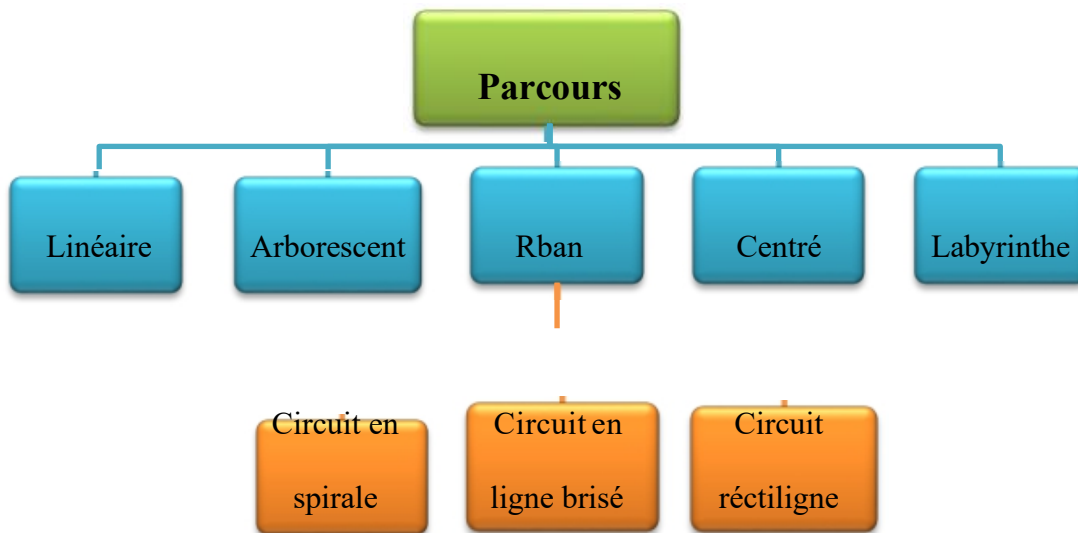 Parcours
Linéaire
Arborescent
Rban
Centré
Labyrinthe
Circuit en
spirale
Circuit en
ligne brisé
Circuit
réctiligne